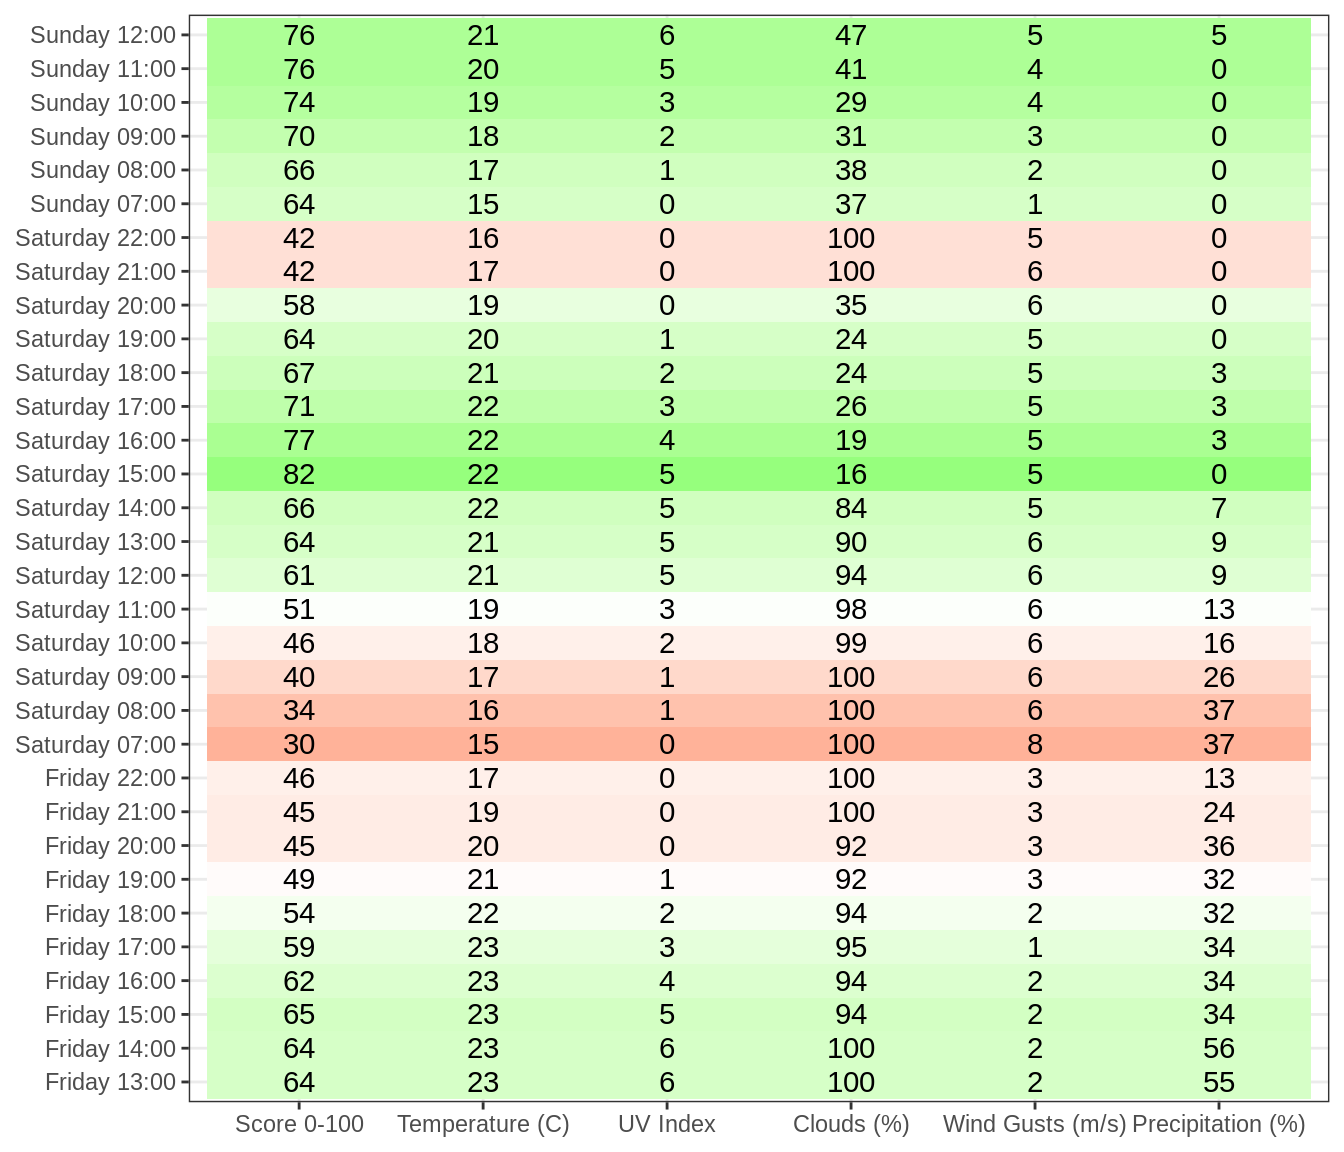 Sunday 12:00 76 21 6 47 5 5
Sunday 11:00 76 20 5 41 4 0
Sunday 10:00 74 19 3 29 4 0
Sunday 09:00 70 18 2 31 3 0
Sunday 08:00 66 17 1 38 2 0
Sunday 07:00 64 15 0 37 1 0
Saturday 22:00 42 16 0 100 5 0
Saturday 21:00 42 17 0 100 6 0
Saturday 20:00 58 19 0 35 6 0
Saturday 19:00 64 20 1 24 5 0
Saturday 18:00 67 21 2 24 5 3
Saturday 17:00 71 22 3 26 5 3
Saturday 16:00 77 22 4 19 5 3
Saturday 15:00 82 22 5 16 5 0
Saturday 14:00 66 22 5 84 5 7
Saturday 13:00 64 21 5 90 6 9
Saturday 12:00 61 21 5 94 6 9
Saturday 11:00 51 19 3 98 6 13
Saturday 10:00 46 18 2 99 6 16
Saturday 09:00 40 17 1 100 6 26
Saturday 08:00 34 16 1 100 6 37
Saturday 07:00 30 15 0 100 8 37
Friday 22:00 46 17 0 100 3 13
Friday 21:00 45 19 0 100 3 24
Friday 20:00 45 20 0 92 3 36
Friday 19:00 49 21 1 92 3 32
Friday 18:00 54 22 2 94 2 32
Friday 17:00 59 23 3 95 1 34
Friday 16:00 62 23 4 94 2 34
Friday 15:00 65 23 5 94 2 34
Friday 14:00 64 23 6 100 2 56
Friday 13:00 64 23 6 100 2 55
Score 0-100 Temperature (C) UV Index Clouds (%) Wind Gusts (m/s) Precipitation (%)